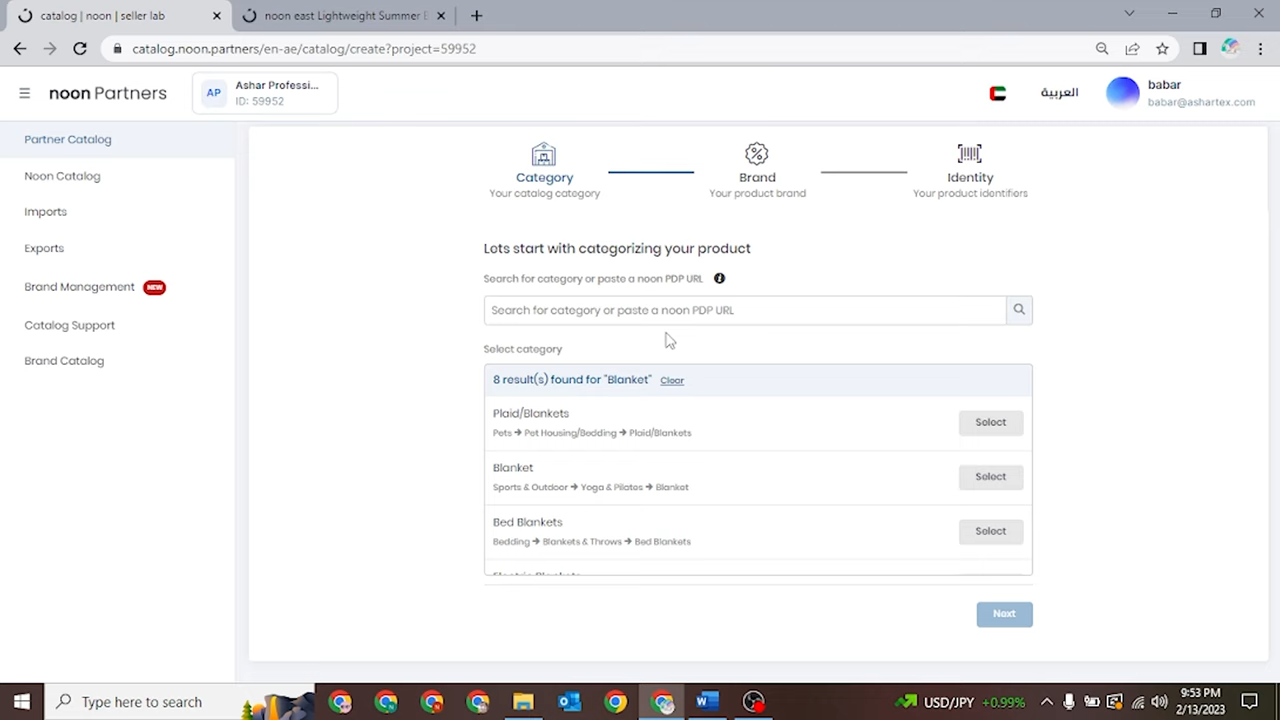 catalog | noon | seller lab
noon east Lightweight Summer
catalog.noon.partners/en-ae/catalog/create?project=59952
noon Partners
AP
Ashar Professi...
ID: 59952
العربية
babar
babar@ashartex.com
Partner Catalog
Noon Catalog
Imports
Exports
Brand Management NEW
Catalog Support
Brand Catalog
Category
Your catalog category
Brand
Your product brand
Identity
Your product identifiers
Lets start with categorizing your product
Search for category or paste a noon PDP URL
Search for category or paste a noon PDP URL
Select category
8 result(s) found for "Blanket" Clear
Plaid/Blankets
Pets → Pet Housing/Bedding → Plaid/Blankets
Select
Blanket
Sports & Outdoor → Yoga & Pilates → Blanket
Select
Bed Blankets
Bedding → Blankets & Throws → Bed Blankets
Select
Electric Blankets
Next
Type here to search
USD/JPY +0.99%
9:53 PM
2/13/2023